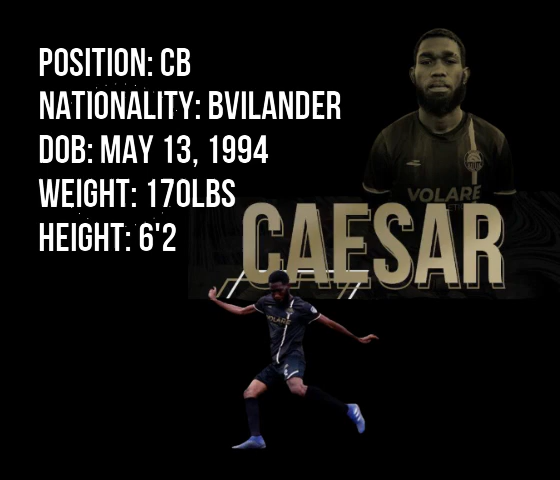 POSITION: CB
NATIONALITY: BVILANDER
DOB: MAY 13, 1994
WEIGHT: 170LBS
HEIGHT: 6'2
VOLARE
CAESAR
VOLARE